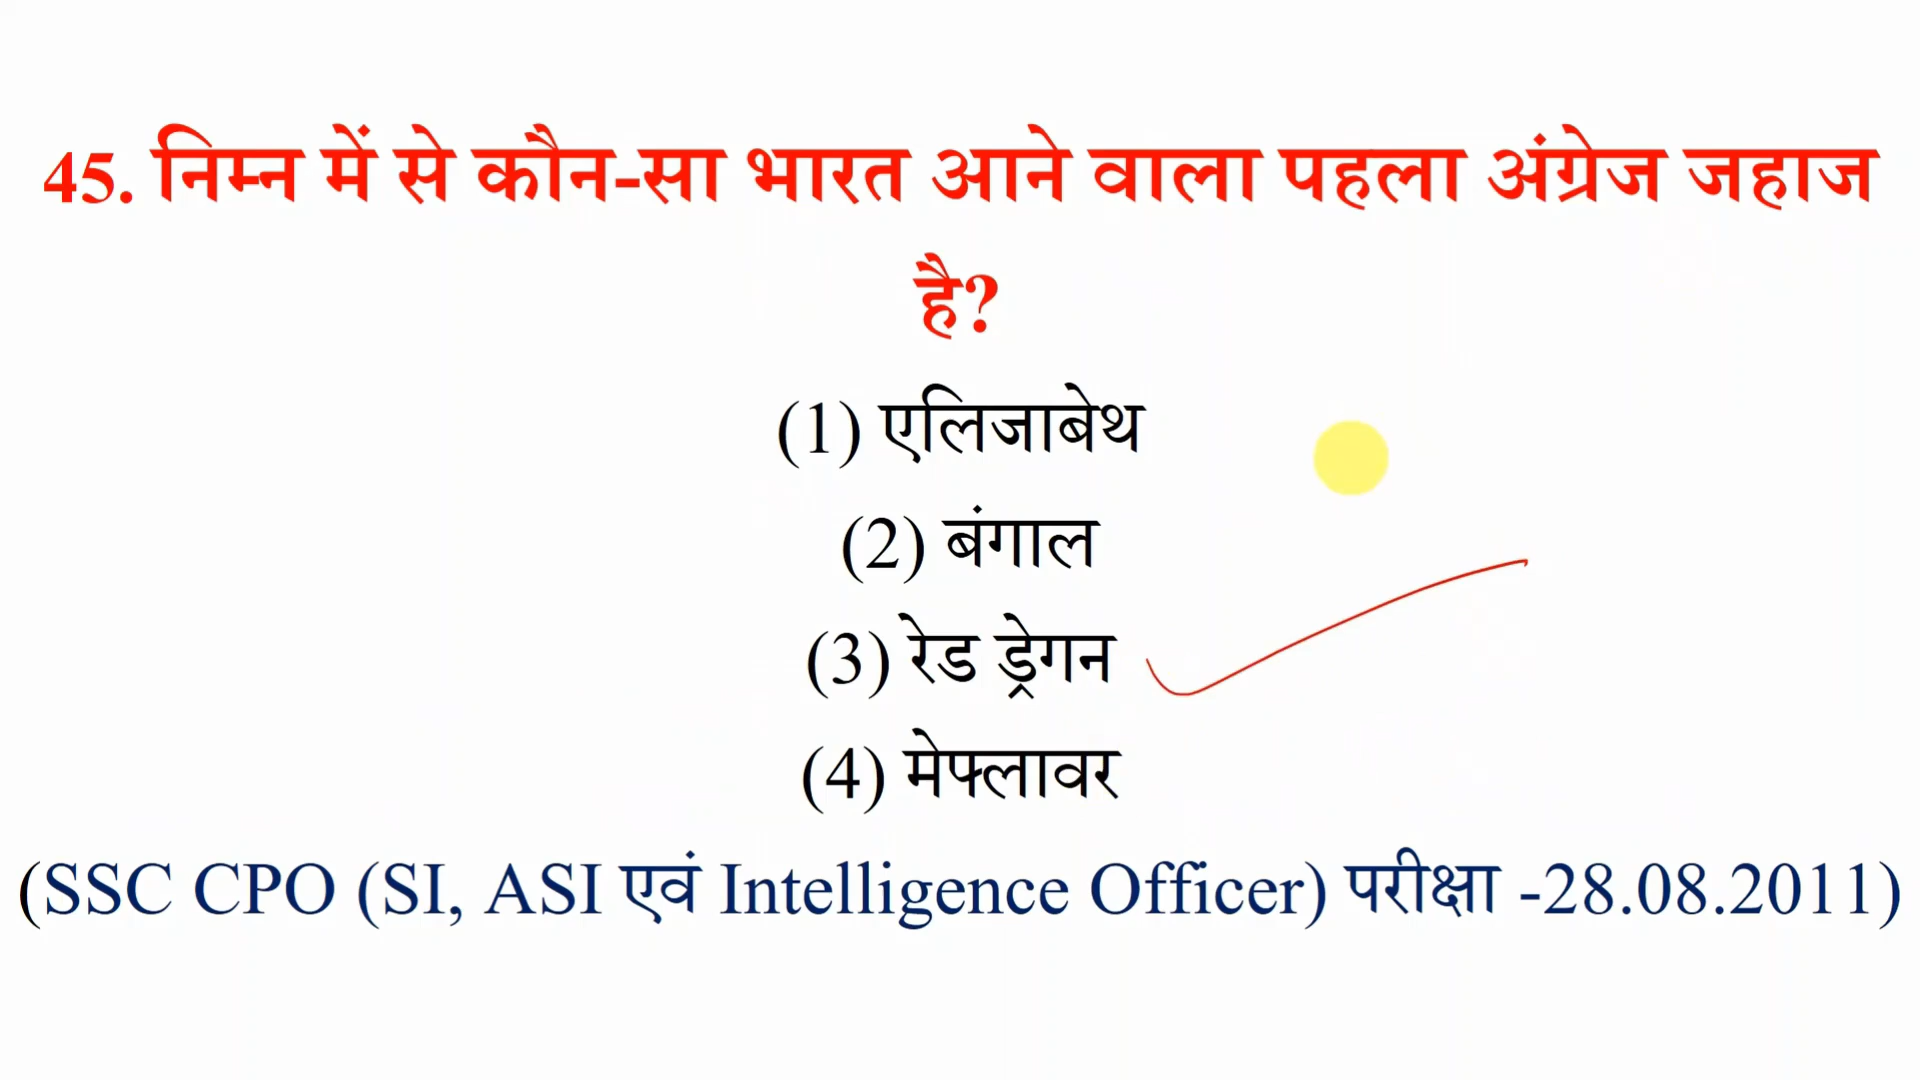 45. निम्न में से कौन-सा भारत आने वाला पहला अंग्रेज जहाज
है?
(1) एलिजाबेथ
(2) बंगाल
(3) रेड ड्रेगन
(4) मेफ्लावर
(SSC CPO (SI, ASI एवं Intelligence Officer) परीक्षा -28.08.2011)